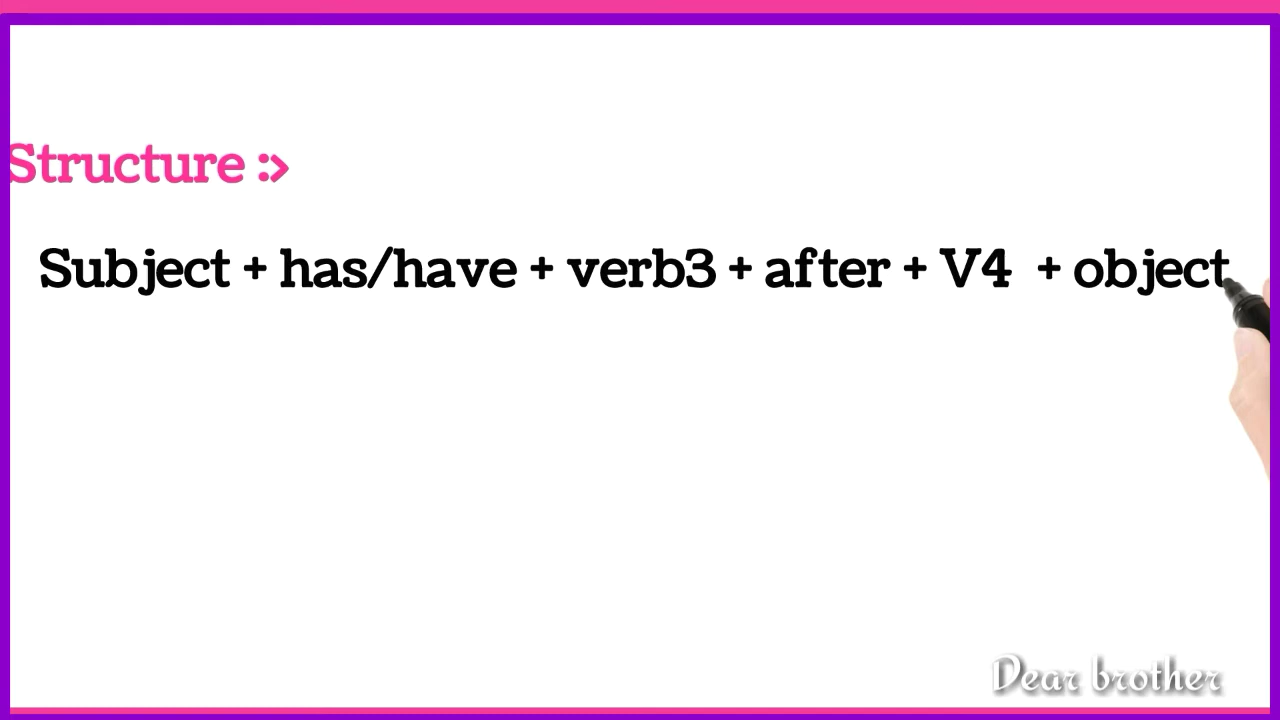 Structure :>
Subject + has/have + verb3 + after + V4 + object
Dear brother